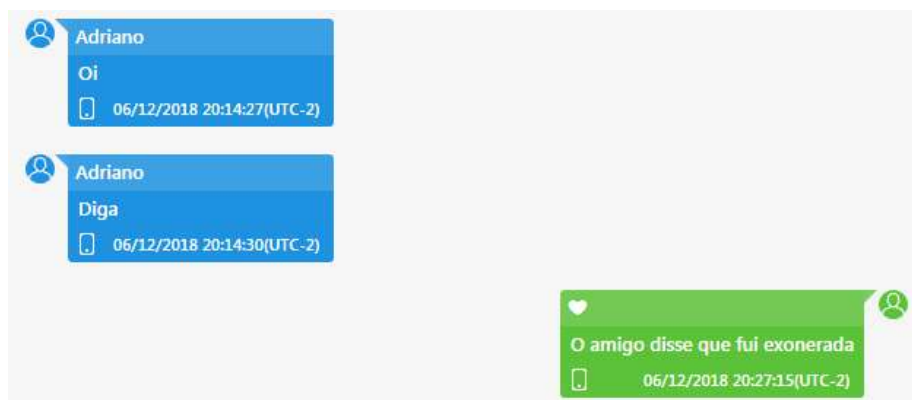 Adriano
Oi
06/12/2018 20:14:27(UTC-2)
Adriano
Diga
06/12/2018 20:14:30(UTC-2)
O amigo disse que fui exonerada
06/12/2018 20:27:15(UTC-2)